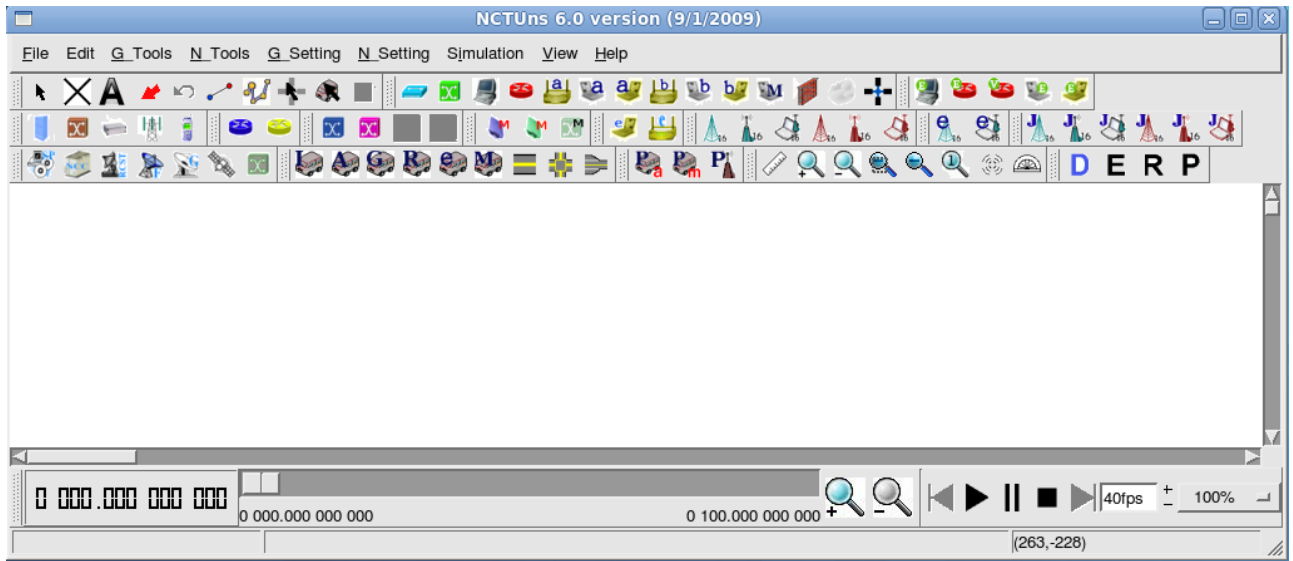 NCTUns 6.0 version (9/1/2009)
File Edit G_Tools N_Tools G_Setting N_Setting Simulation View Help
A a a a b b b M
M M M e e e J J J J J J
I A G R e M P a P m P 1 D E R P
0 000.000 000 000
0 000.000 000 000
0 100.000 000 000
40fps
100%
(263,-228)